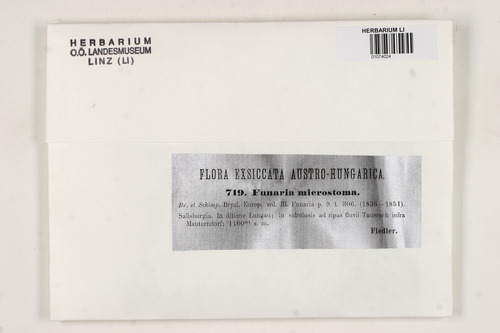 HERBARIUM
O.Ö. LANDESMUSEUM
LINZ (LI)
HERBARIUM LI
01074024
FLORA EXSICCATA AUSTRO-HUNGARICA.
719. Funaria microstoma.
Br. et Schimp. Bryol. Europ. vol. III. Funaria p. 9. t. 306. (1836—1851).
Salisburgia. In ditione Lungau; in sabulosis ad ripas fluvii Taurach infra
Mauterndorf; 1100 s. m.
Fiedler.